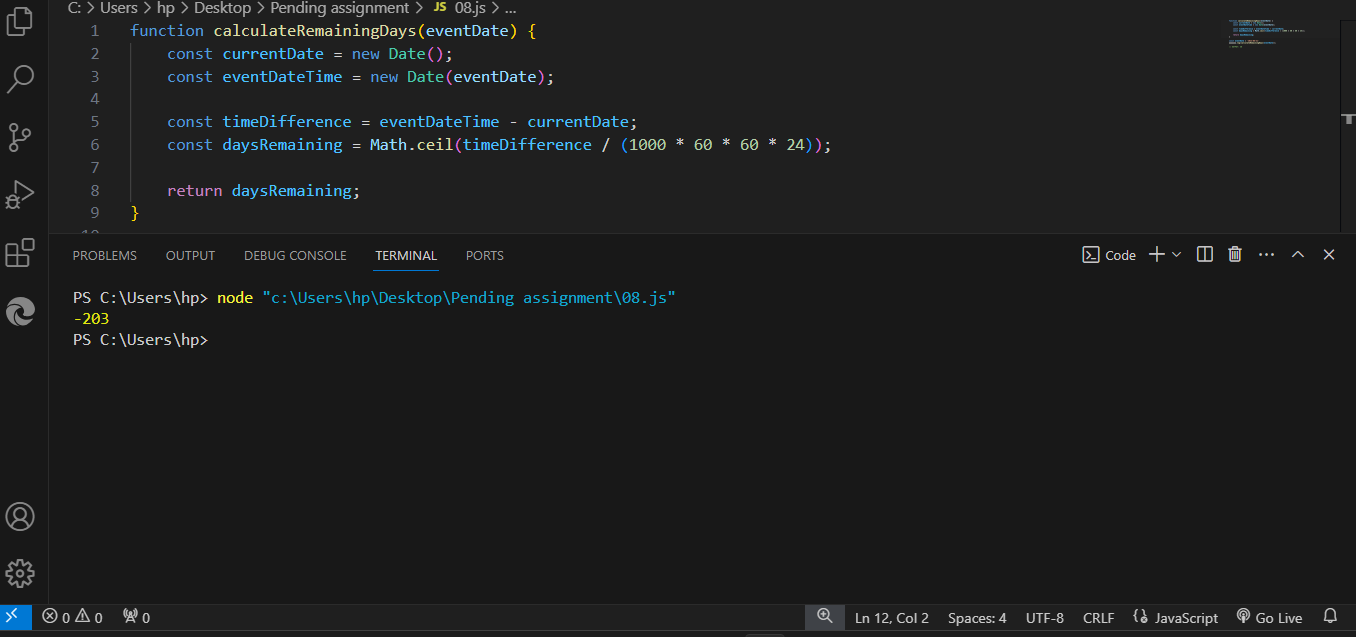 C: > Users > hp > Desktop > Pending assignment > JS 08.js > ...
1 function calculateRemainingDays(eventDate) {
2     const currentDate = new Date();
3     const eventDateTime = new Date(eventDate);
4
5     const timeDifference = eventDateTime - currentDate;
6     const daysRemaining = Math.ceil(timeDifference / (1000 * 60 * 60 * 24));
7
8     return daysRemaining;
9 }
10
PROBLEMS OUTPUT DEBUG CONSOLE TERMINAL PORTS Code
PS C:\Users\hp> node "c:\Users\hp\Desktop\Pending assignment\08.js"
-203
PS C:\Users\hp>
0 0 0 Ln 12, Col 2 Spaces: 4 UTF-8 CRLF JavaScript Go Live